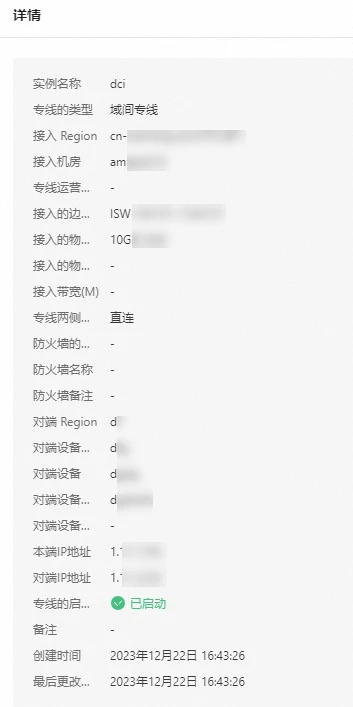 详情
实例名称 dci
专线的类型 域间专线
接入 Region cn-
接入机房 am
专线运营... -
接入的边... ISW
接入的物... 10G
接入的物... -
接入带宽(M) -
专线两侧... 直连
防火墙的... -
防火墙名称 -
防火墙备注 -
对端 Region d
对端设备... d
对端设备 d
对端设备... d
对端设备... -
本端IP地址 1.
对端IP地址 1.
专线的启... 已启动
备注 -
创建时间 2023年12月22日 16:43:26
最后更改... 2023年12月22日 16:43:26